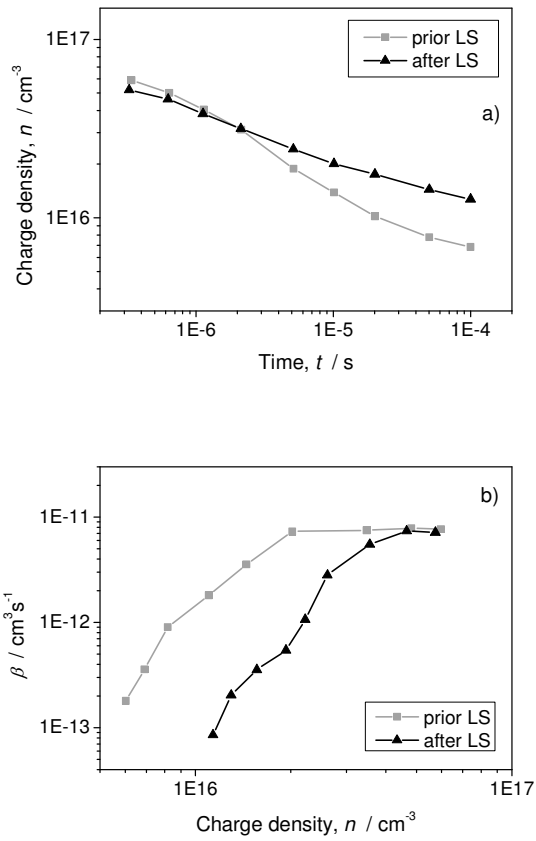 1E17
prior LS
after LS
a)
Charge density, n / cm-3
1E16
1E-6
1E-5
1E-4
Time, t / s
b)
1E-11
β / cm3s-1
1E-12
prior LS
after LS
1E-13
1E16
1E17
Charge density, n / cm-3